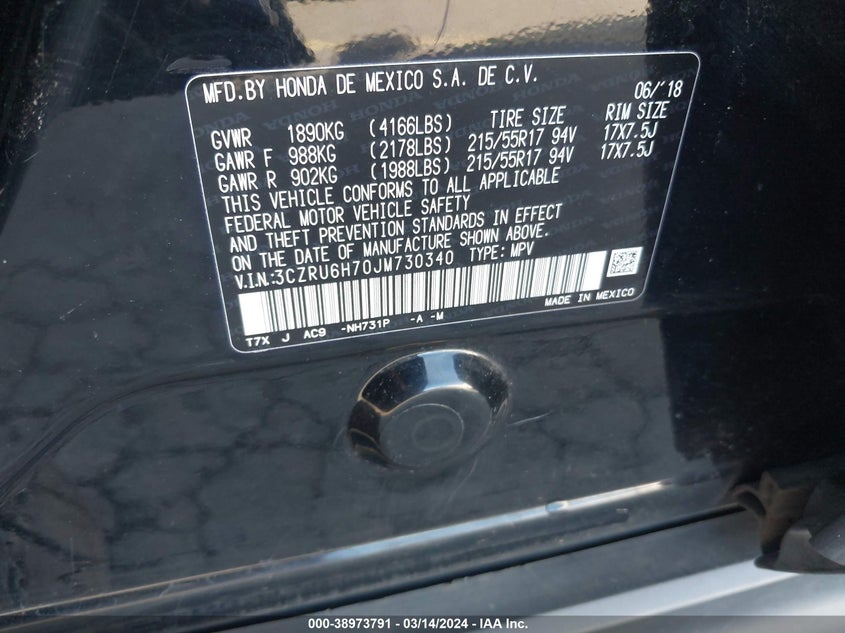 MFD.BY HONDA DE MEXICO S.A. DE C.V. 06/'18
GVWR 1890KG (4166LBS) TIRE SIZE RIM SIZE
GAWR F 988KG (2178LBS) 215/55R17 94V 17X7.5J
GAWR R 902KG (1988LBS) 215/55R17 94V 17X7.5J
THIS VEHICLE CONFORMS TO ALL APPLICABLE
FEDERAL MOTOR VEHICLE SAFETY
AND THEFT PREVENTION STANDARDS IN EFFECT
ON THE DATE OF MANUFACTURE SHOWN ABOVE.
V.I.N:3CZRU6H70JM730340 TYPE: MPV
MADE IN MEXICO
T7X J AC9 -NH731P -A -M
000-38973791 - 03/14/2024 - IAA Inc.